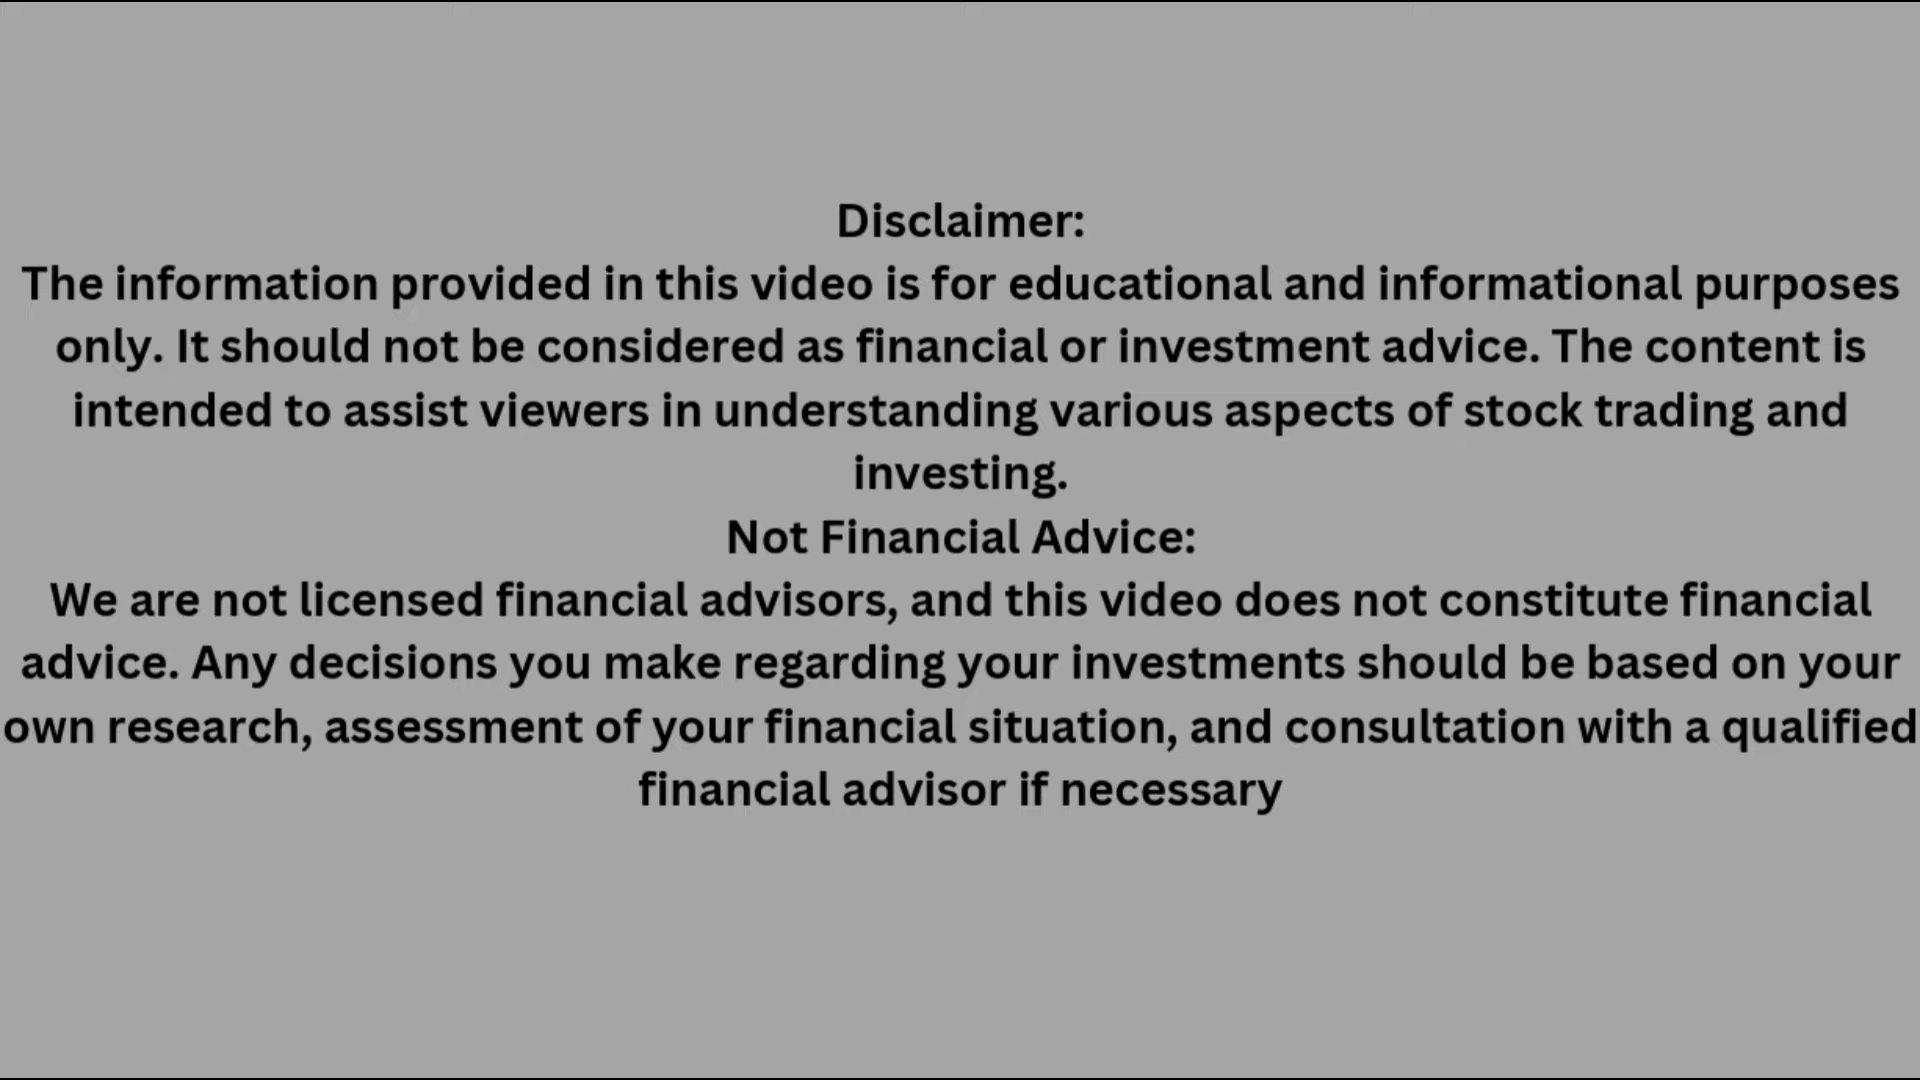 Disclaimer:
The information provided in this video is for educational and informational purposes
only. It should not be considered as financial or investment advice. The content is
intended to assist viewers in understanding various aspects of stock trading and
investing.
Not Financial Advice:
We are not licensed financial advisors, and this video does not constitute financial
advice. Any decisions you make regarding your investments should be based on your
own research, assessment of your financial situation, and consultation with a qualified
financial advisor if necessary